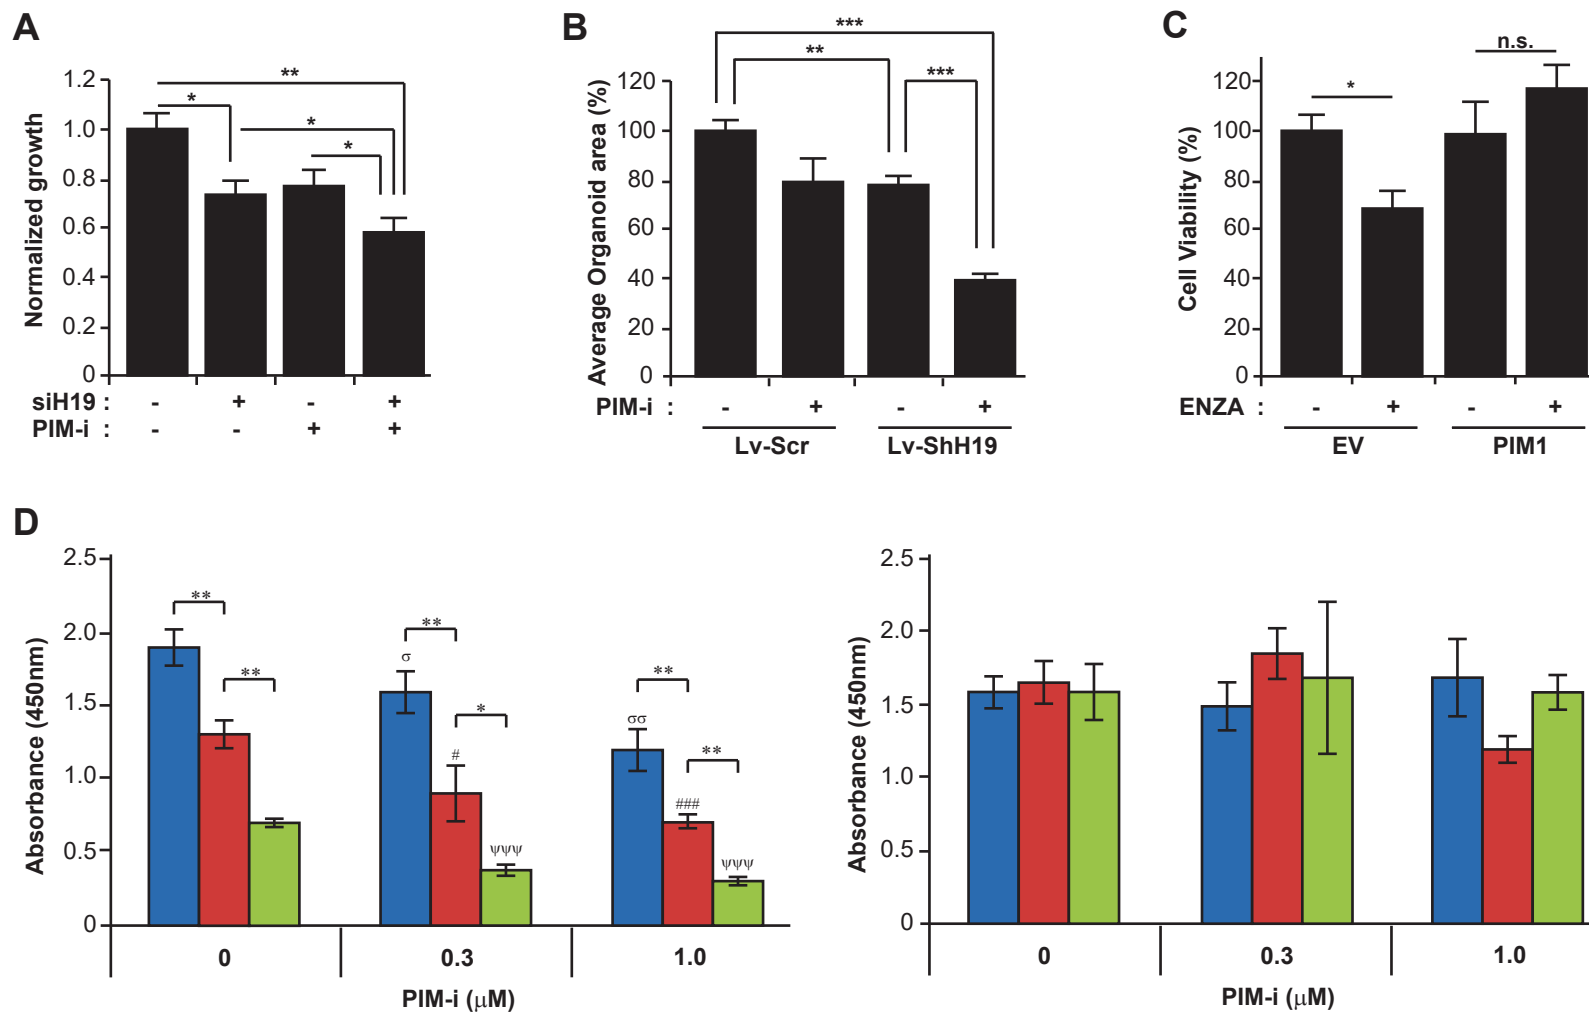 A
Normalized growth
1.2
1.0
0.8
0.6
0.4
0.2
0
**
*
*
*
siH19 : - + - +
PIM-i : - - + +
B
Average Organoid area (%)
120
100
80
60
40
20
0
***
**
***
PIM-i : - + - +
Lv-Scr Lv-ShH19
C
Cell Viability (%)
120
100
80
60
40
20
0
*
n.s.
ENZA : - + - +
EV PIM1
D
Absorbance (450nm)
2.5
2.0
1.5
1.0
0.5
0
**
**
**
σ
*
#
ψψψ
**
σσ
**
###
ψψψ
0 0.3 1.0
PIM-i (μM)
Absorbance (450nm)
2.5
2.0
1.5
1.0
0.5
0
0 0.3 1.0
PIM-i (μM)